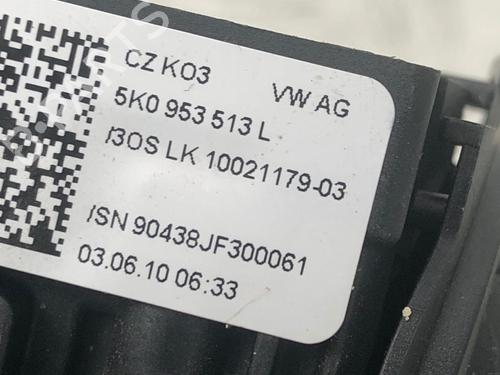 CZ K03 VW AG
5K0 953 513 L
/3OS LK 10021179-03
/SN 90438JF300061
03.06.10 06:33